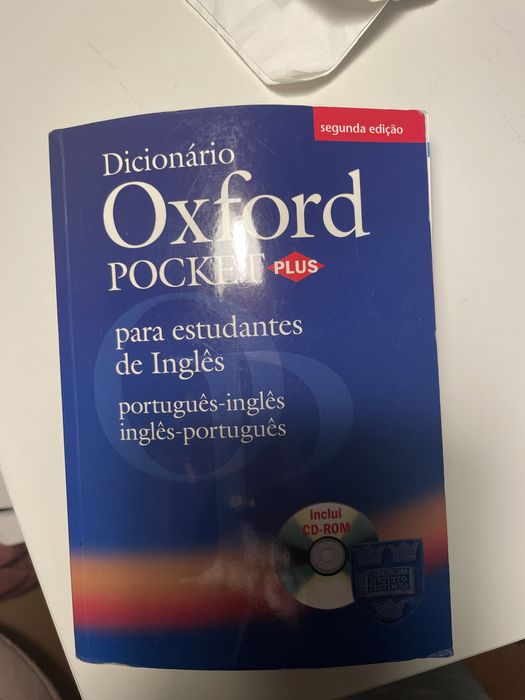 segunda edição
Dicionário
Oxford
POCKET PLUS
para estudantes
de Inglês
português-inglês
inglês-português
inclui
CD-ROM